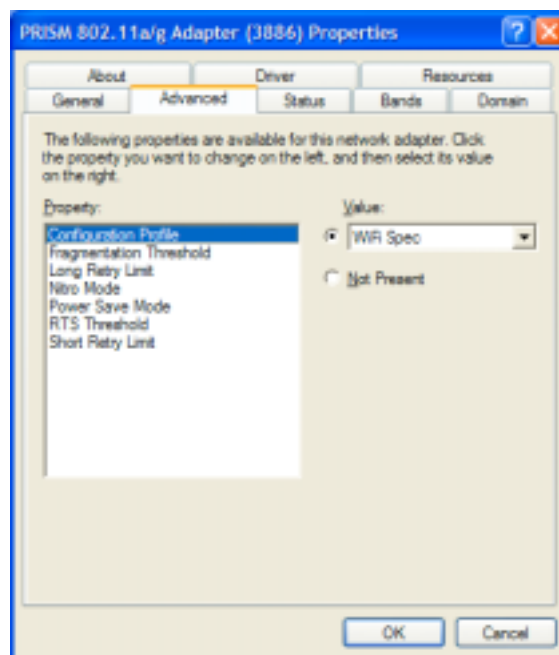 PRISM 802.11a/g Adapter (3886) Properties
About Driver Resources
General Advanced Status Bands Domain
The following properties are available for this network adapter. Click
the property you want to change on the left, and then select its value
on the right.
Property: Value:
Configuration Profile
WiFi Spec
Fragmentation Threshold
Long Retry Limit
Not Present
Nitro Mode
Power Save Mode
RTS Threshold
Short Retry Limit
OK Cancel